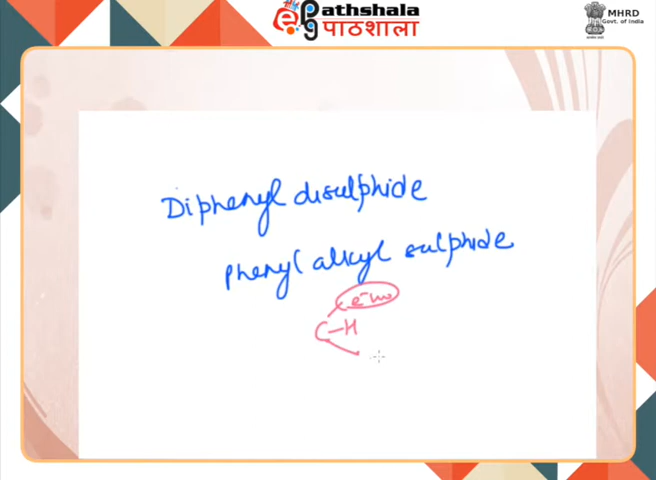 Pathshala
पाठशाला
MHRD
Govt. of India
Diphenyl disulphide
phenyl alkyl sulphide
C-H